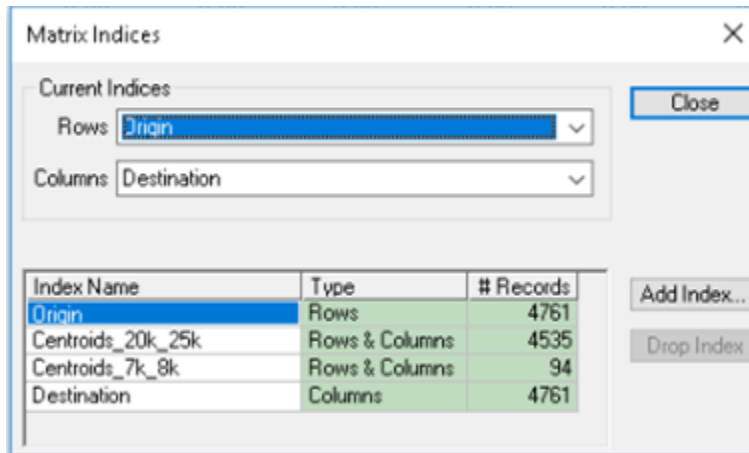 Matrix Indices
Current Indices
Close
Rows Origin
Columns Destination
Index Name Type # Records
Origin Rows 4761
Add Index...
Centroids_20k_25k Rows & Columns 4535
Centroids_7k_8k Rows & Columns 94
Drop Index
Destination Columns 4761